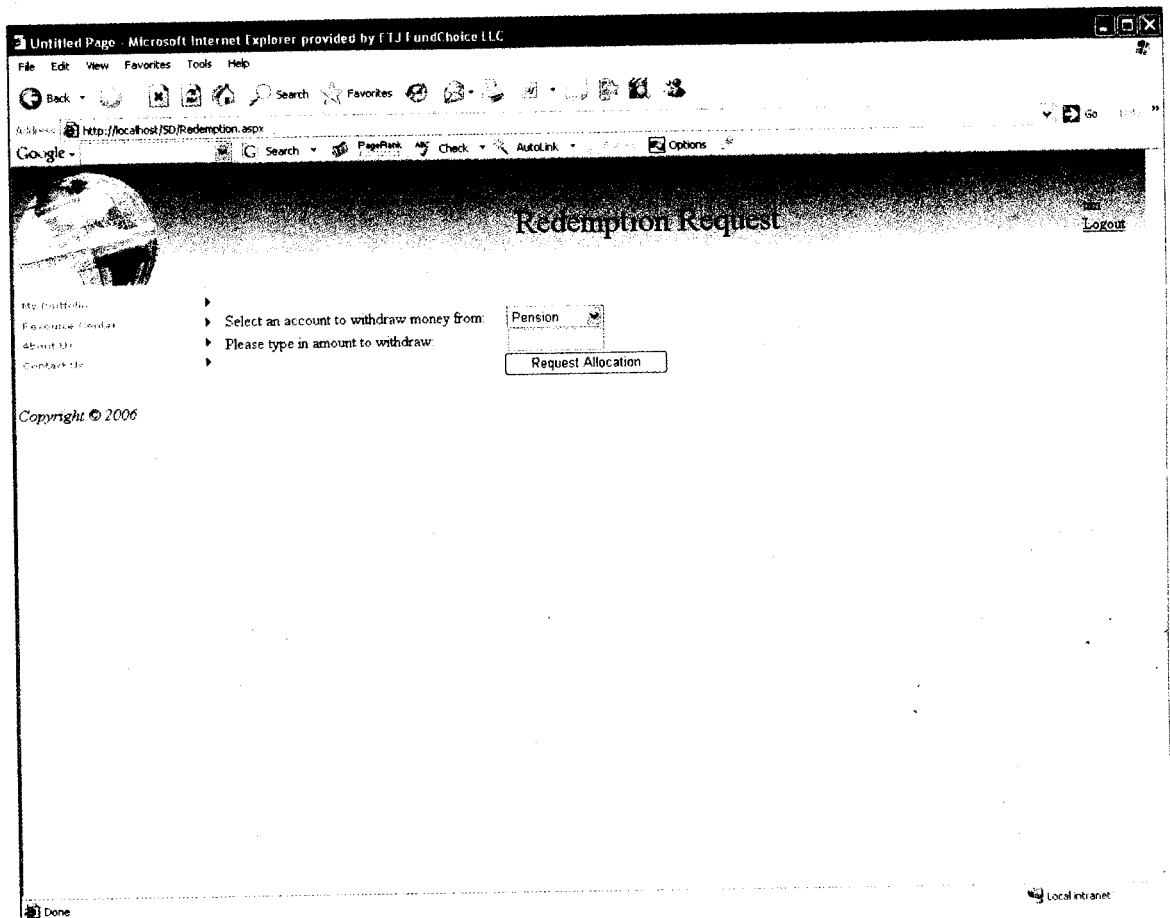 Untitled Page - Microsoft Internet Explorer provided by FTJ FundChoice LLC
File Edit View Favorites Tools Help
Back Search Favorites
Address http://localhost/SD/Redemption.aspx Go
Google Search PageRank Check AutoLink Options
Redemption Request
Logout
My Portfolio
Resource Center
About Us
Contact Us
Select an account to withdraw money from: Pension
Please type in amount to withdraw:
Request Allocation
Copyright © 2006
Done Local intranet